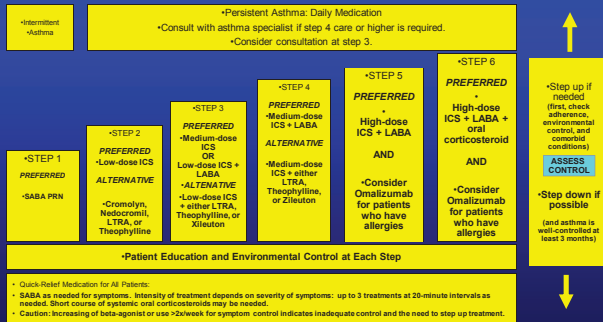 •Intermittent
•Asthma
•Persistent Asthma: Daily Medication
•Consult with asthma specialist if step 4 care or higher is required.
•Consider consultation at step 3.
•STEP 1
PREFERRED
•SABA PRN
•STEP 2
PREFERRED
•Low-dose ICS
ALTERNATIVE
•Cromolyn,
Nedocromil,
LTRA, or
Theophylline
•STEP 3
PREFERRED
•Medium-dose
ICS
OR
Low-dose ICS +
LABA
•ALTENATIVE
•Low-dose ICS
+ either LTRA,
Theophylline, or
Xileuton
•STEP 4
PREFERRED
•Medium-dose
ICS + LABA
ALTERNATIVE
•Medium-dose
ICS + either
LTRA,
Theophylline,
or Zileuton
•STEP 5
PREFERRED
•
High-dose
ICS + LABA
AND
•Consider
Omalizumab
for patients
who have
allergies
•STEP 6
PREFERRED
•
High-dose
ICS + LABA +
oral
corticosteroid
AND
•Consider
Omalizumab
for patients
who have
allergies
•Step up if
needed
(first, check
adherence,
environmental
control, and
comorbid
conditions)
ASSESS
CONTROL
•Step down if
possible
(and asthma is
well-controlled at
least 3 months)
•Patient Education and Environmental Control at Each Step
• Quick-Relief Medication for All Patients:
• SABA as needed for symptoms. Intensity of treatment depends on severity of symptoms: up to 3 treatments at 20-minute intervals as
needed. Short course of systemic oral corticosteroids may be needed.
• Caution: Increasing of beta-agonist or use >2x/week for symptom control indicates inadequate control and the need to step up treatment.